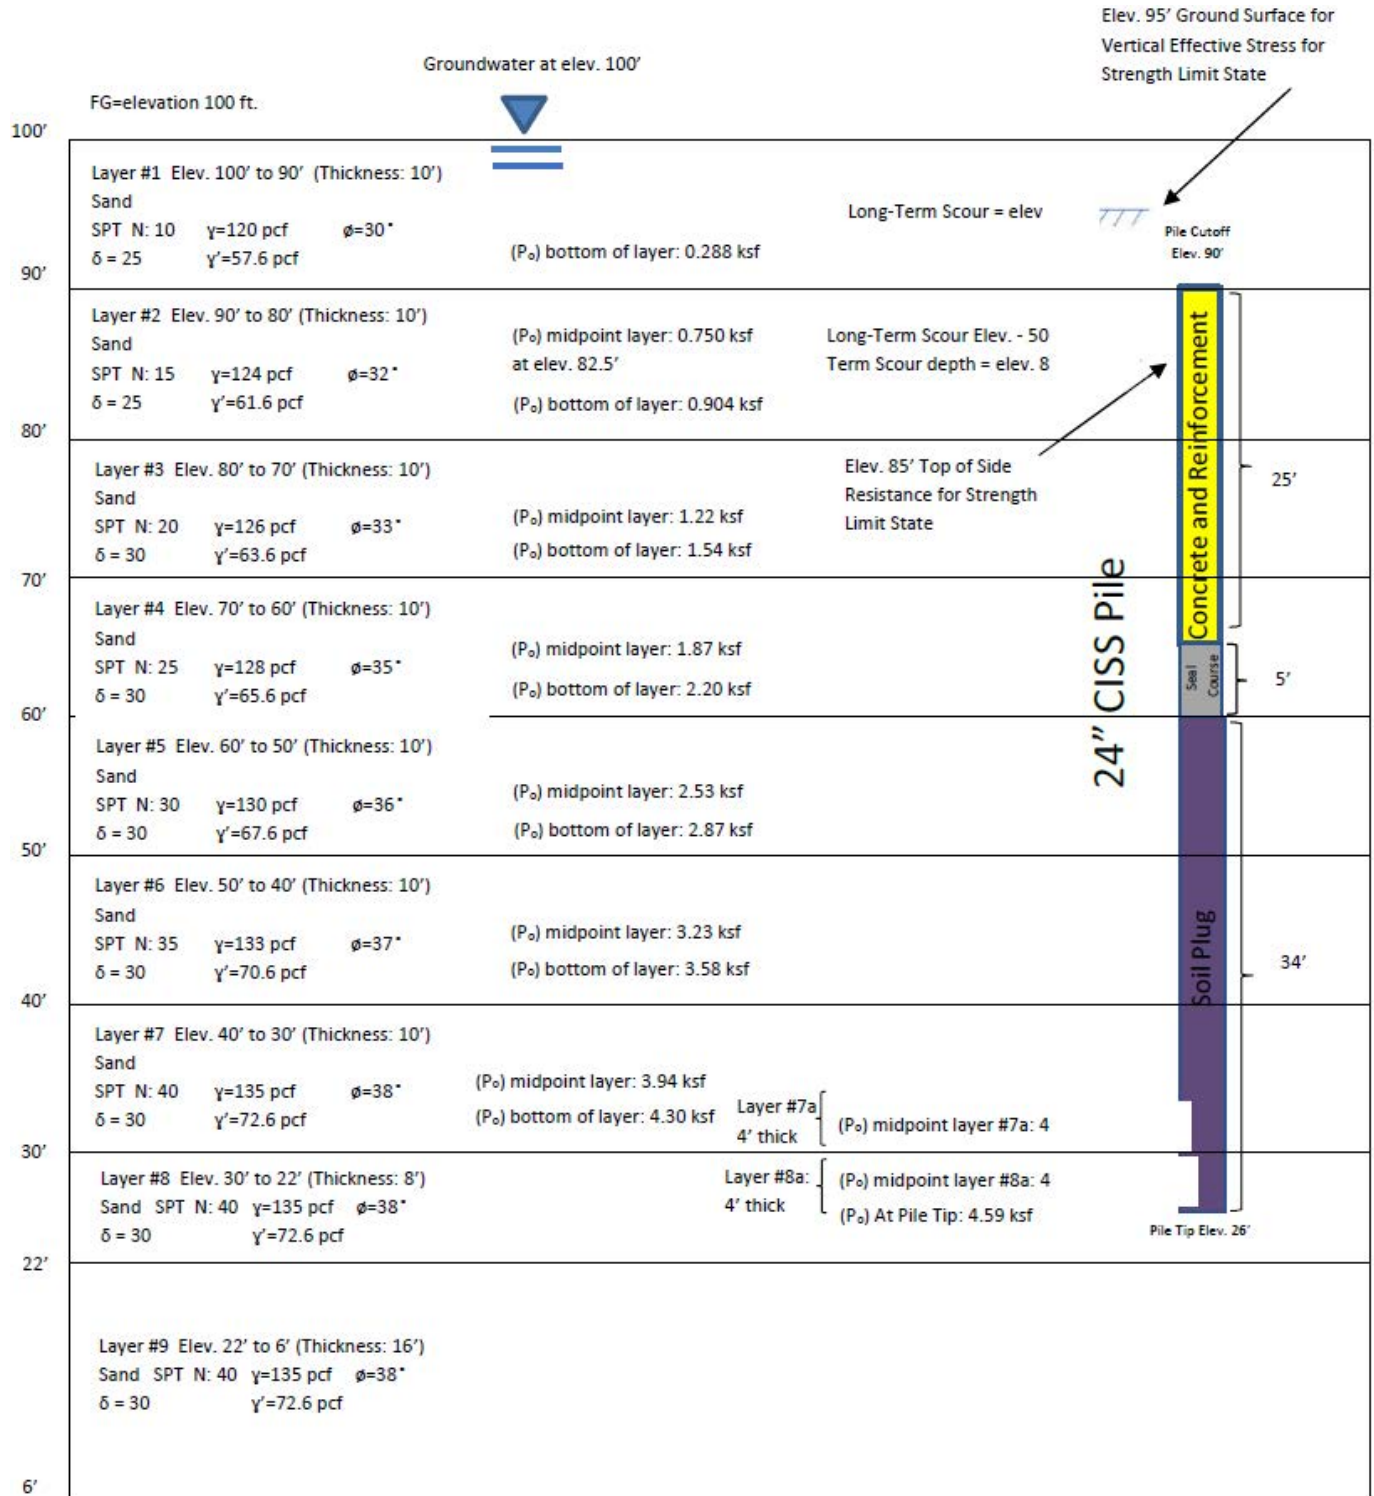 Elev. 95' Ground Surface for
Vertical Effective Stress for
Strength Limit State
Groundwater at elev. 100'
FG=elevation 100 ft.
100'
Layer #1 Elev. 100' to 90' (Thickness: 10')
Sand
SPT N: 10 γ=120 pcf ø=30°
δ = 25 γ'=57.6 pcf
(Pₒ) bottom of layer: 0.288 ksf
Long-Term Scour = elev
Pile Cutoff
Elev. 90'
90'
Layer #2 Elev. 90' to 80' (Thickness: 10')
Sand
SPT N: 15 γ=124 pcf ø=32°
δ = 25 γ'=61.6 pcf
(Pₒ) midpoint layer: 0.750 ksf
at elev. 82.5'
(Pₒ) bottom of layer: 0.904 ksf
Long-Term Scour Elev. - 50
Term Scour depth = elev. 8
80'
Layer #3 Elev. 80' to 70' (Thickness: 10')
Sand
SPT N: 20 γ=126 pcf ø=33°
δ = 30 γ'=63.6 pcf
(Pₒ) midpoint layer: 1.22 ksf
(Pₒ) bottom of layer: 1.54 ksf
Elev. 85' Top of Side
Resistance for Strength
Limit State
Concrete and Reinforcement
25'
70'
Layer #4 Elev. 70' to 60' (Thickness: 10')
Sand
SPT N: 25 γ=128 pcf ø=35°
δ = 30 γ'=65.6 pcf
(Pₒ) midpoint layer: 1.87 ksf
(Pₒ) bottom of layer: 2.20 ksf
24" CISS Pile
Seal
Course
5'
60'
Layer #5 Elev. 60' to 50' (Thickness: 10')
Sand
SPT N: 30 γ=130 pcf ø=36°
δ = 30 γ'=67.6 pcf
(Pₒ) midpoint layer: 2.53 ksf
(Pₒ) bottom of layer: 2.87 ksf
50'
Layer #6 Elev. 50' to 40' (Thickness: 10')
Sand
SPT N: 35 γ=133 pcf ø=37°
δ = 30 γ'=70.6 pcf
(Pₒ) midpoint layer: 3.23 ksf
(Pₒ) bottom of layer: 3.58 ksf
Soil Plug
34'
40'
Layer #7 Elev. 40' to 30' (Thickness: 10')
Sand
SPT N: 40 γ=135 pcf ø=38°
δ = 30 γ'=72.6 pcf
(Pₒ) midpoint layer: 3.94 ksf
(Pₒ) bottom of layer: 4.30 ksf
Layer #7a
4' thick
(Pₒ) midpoint layer #7a: 4
30'
Layer #8 Elev. 30' to 22' (Thickness: 8')
Sand SPT N: 40 γ=135 pcf ø=38°
δ = 30 γ'=72.6 pcf
Layer #8a:
4' thick
(Pₒ) midpoint layer #8a: 4
(Pₒ) At Pile Tip: 4.59 ksf
Pile Tip Elev. 26'
22'
Layer #9 Elev. 22' to 6' (Thickness: 16')
Sand SPT N: 40 γ=135 pcf ø=38°
δ = 30 γ'=72.6 pcf
6'